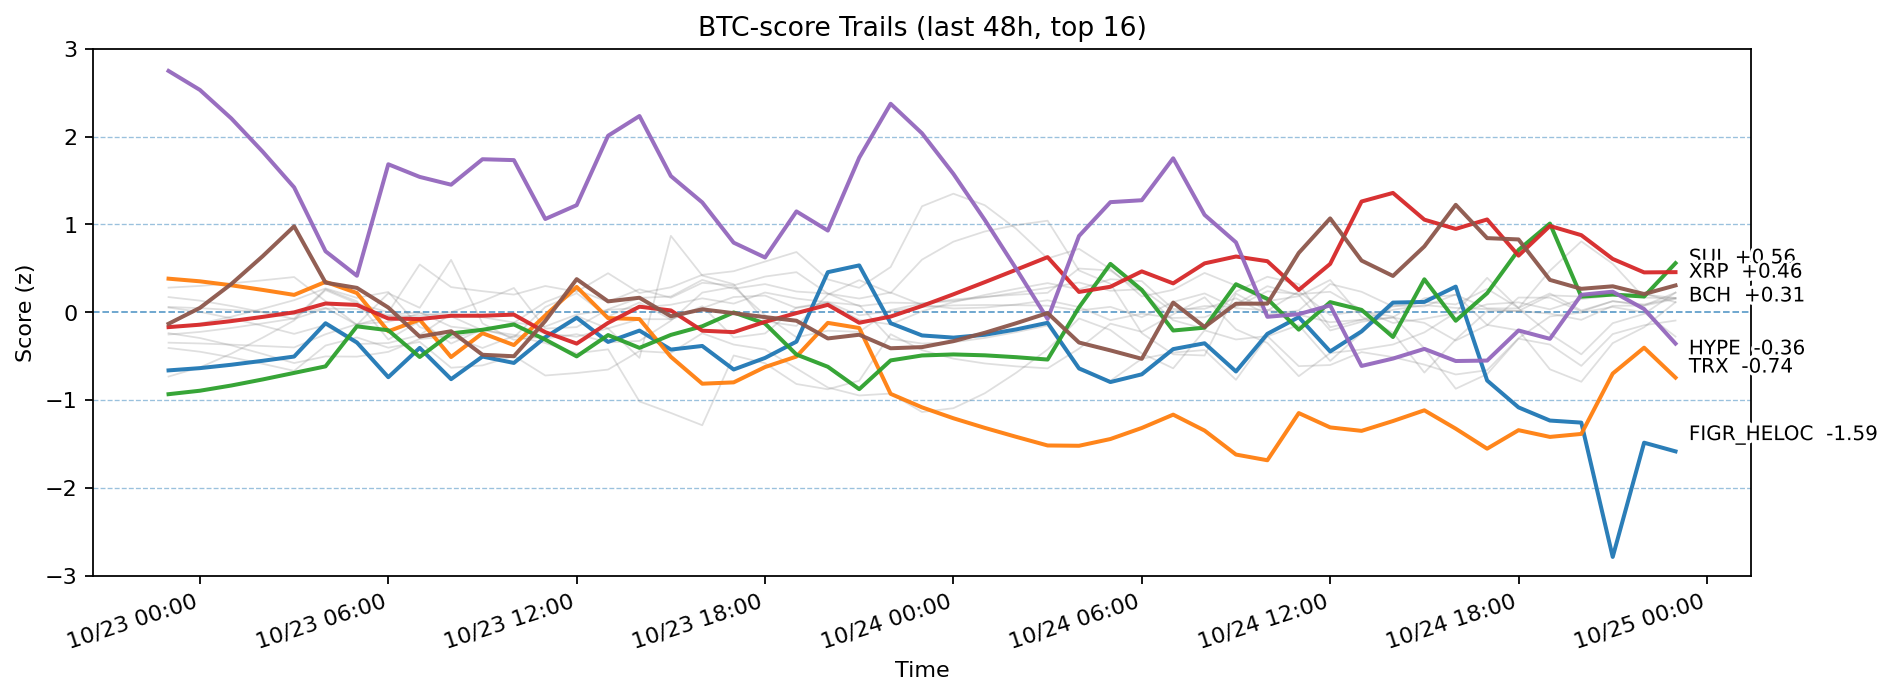 BTC-score Trails (last 48h, top 16)
Score (z)
3
2
1
0
−1
−2
−3
+0.56
XRP +0.46
BCH +0.31
HYPE -0.36
TRX -0.74
FIGR_HELOC -1.59
10/23 00:00
10/23 06:00
10/23 12:00
10/23 18:00
10/24 00:00
10/24 06:00
10/24 12:00
10/24 18:00
10/25 00:00
Time